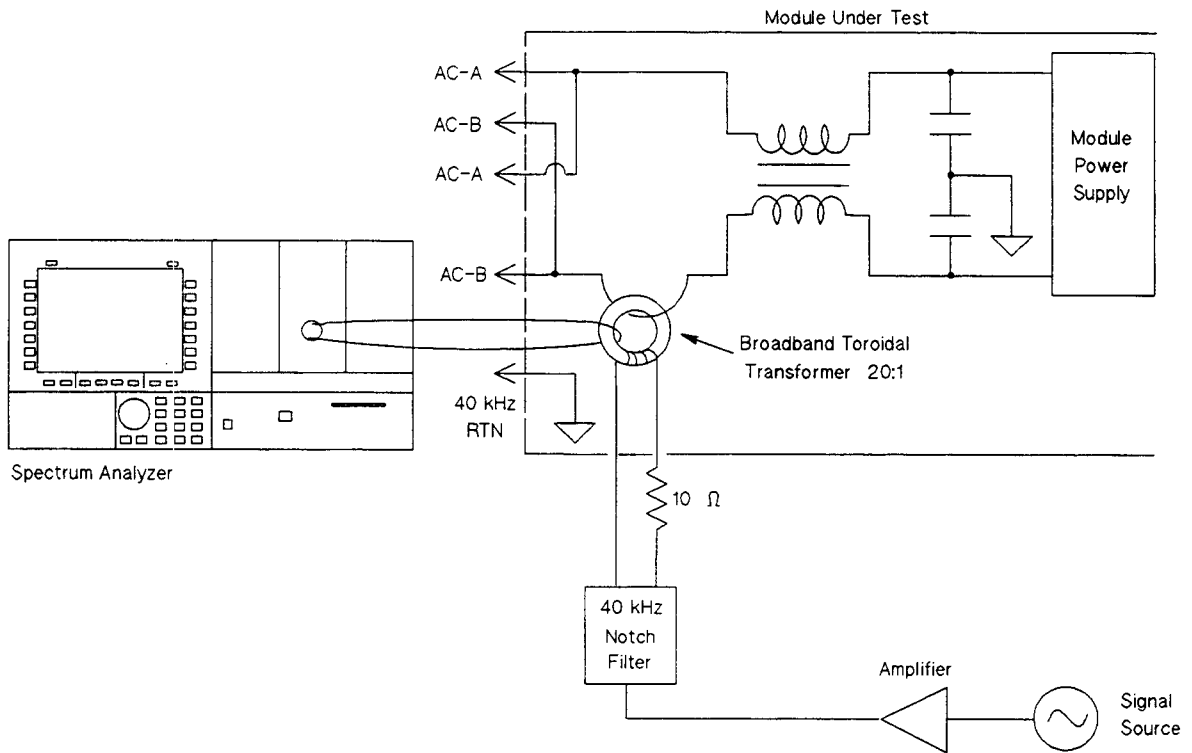 Module Under Test
AC-A
AC-B
AC-A
AC-B
Module
Power
Supply
Broadband Toroidal
Transformer 20:1
40 kHz
RTN
Spectrum Analyzer
10 Ω
40 kHz
Notch
Filter
Amplifier
Signal
Source